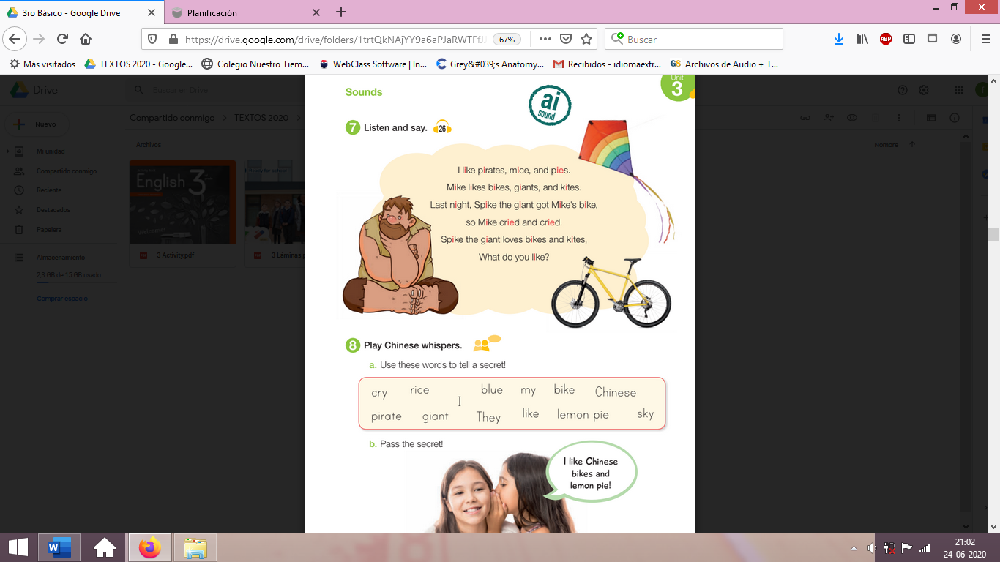 3ro Básico - Google Drive
Planificación
https://drive.google.com/drive/folders/1trtQkNAjYY9a6aPJaRWTFfJ
67%
Buscar
Más visitados
TEXTOS 2020 - Google...
Colegio Nuestro Tiem...
WebClass Software | In...
Grey&#039;s Anatomy...
Recibidos - idiomaextr...
GS Archivos de Audio + T...
Drive
Buscar en Drive
Nuevo
Mi unidad
Compartido conmigo
Reciente
Destacados
Papelera
Almacenamiento
2,3 GB de 15 GB usado
Comprar espacio
Compartido conmigo > TEXTOS 2020 >
Archivos
Nombre
English 3
3 Activity.pdf
3 Láminas.p
Unit
3
Sounds
ai
sound
7 Listen and say. 26
I like pirates, mice, and pies.
Mike likes bikes, giants, and kites.
Last night, Spike the giant got Mike's bike,
so Mike cried and cried.
Spike the giant loves bikes and kites,
What do you like?
8 Play Chinese whispers.
a. Use these words to tell a secret!
cry rice blue my bike Chinese
pirate giant They like lemon pie sky
b. Pass the secret!
I like Chinese
bikes and
lemon pie!
21:02
24-06-2020